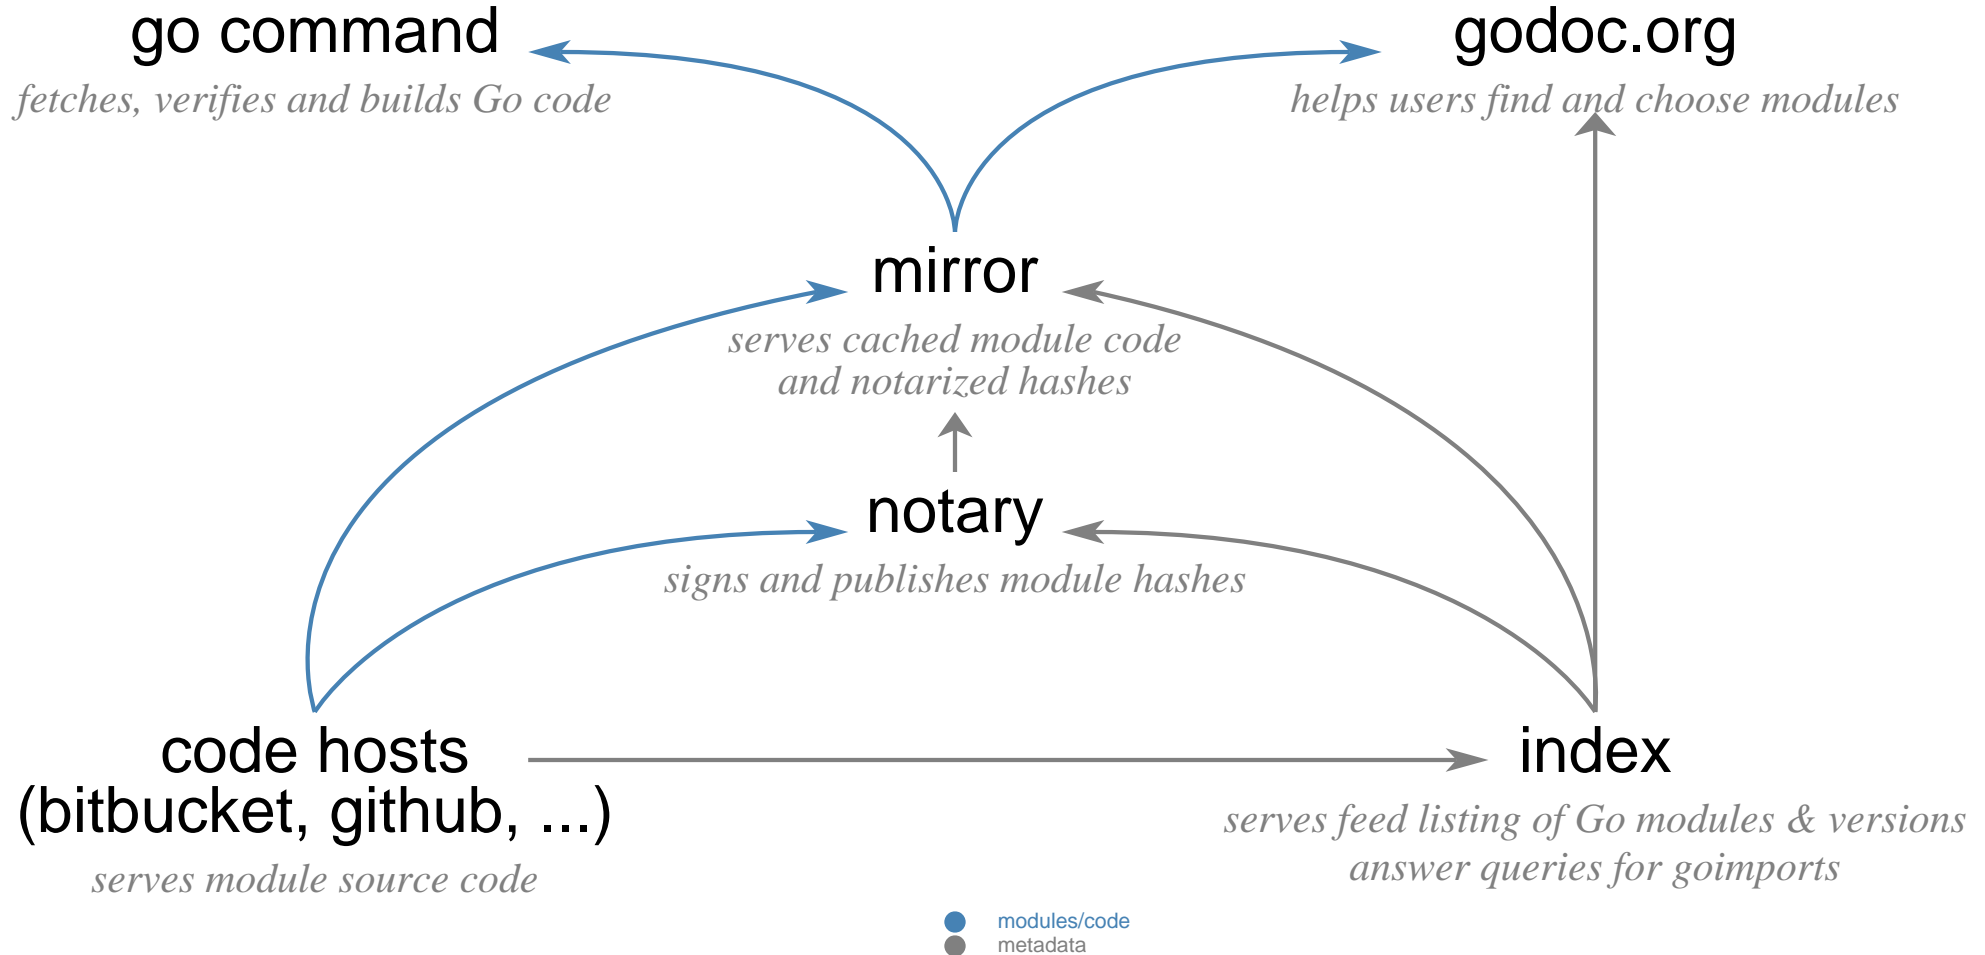 go command
fetches, verifies and builds Go code
godoc.org
helps users find and choose modules
mirror
serves cached module code
and notarized hashes
notary
signs and publishes module hashes
code hosts
(bitbucket, github, ...)
serves module source code
index
serves feed listing of Go modules & versions
answer queries for goimports
modules/code
metadata